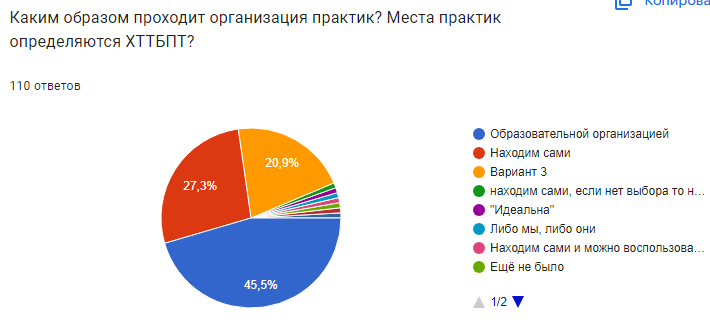 Копирова
Каким образом проходит организация практик? Места практик
определяются ХТТБПТ?
110 ответов
20,9%
27,3%
45,5%
Образовательной организацией
Находим сами
Вариант 3
находим сами, если нет выбора то н...
"Идеальна"
Либо мы, либо они
Находим сами и можно воспользова...
Ещё не было
1/2